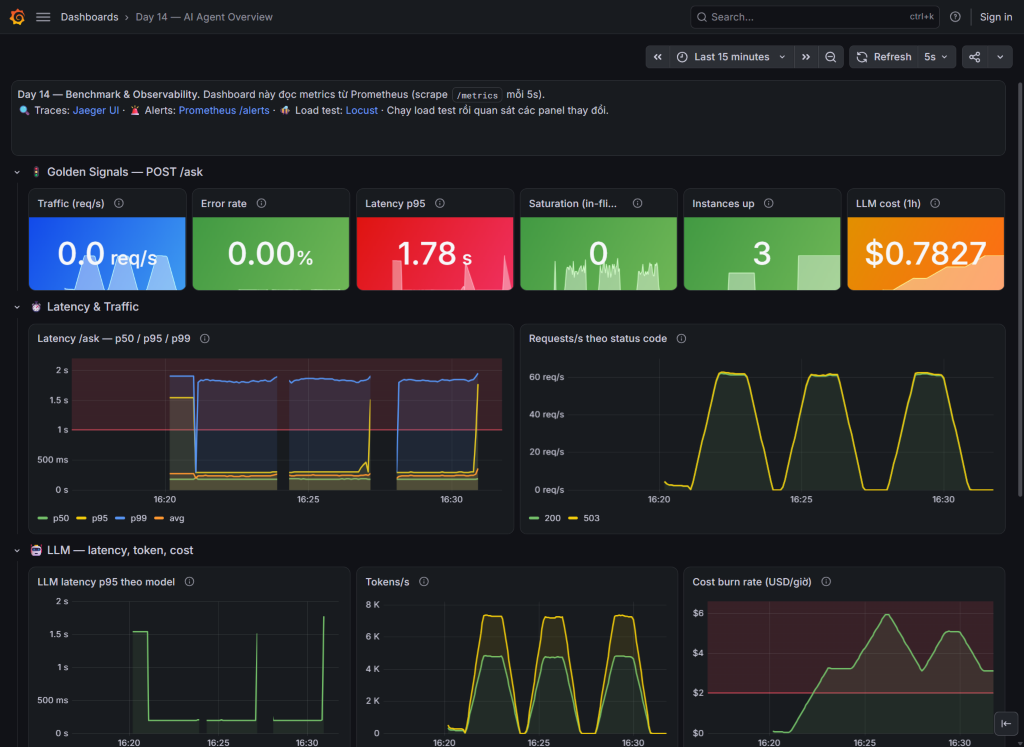 Dashboards › Day 14 — AI Agent Overview
Search...
ctrl+k
Sign in
Last 15 minutes
Refresh
5s
Day 14 — Benchmark & Observability. Dashboard này đọc metrics từ Prometheus (scrape /metrics mỗi 5s).
Traces: Jaeger UI · Alerts: Prometheus /alerts · Load test: Locust · Chạy load test rồi quan sát các panel thay đổi.
Golden Signals — POST /ask
Traffic (req/s)
0.0 req/s
Error rate
0.00%
Latency p95
1.78 s
Saturation (in-fli...
0
Instances up
3
LLM cost (1h)
$0.7827
Latency & Traffic
Latency /ask — p50 / p95 / p99
2 s
1.5 s
1 s
500 ms
0 s
16:20 16:25 16:30
p50 p95 p99 avg
Requests/s theo status code
60 req/s
40 req/s
20 req/s
0 req/s
16:20 16:25 16:30
200 503
LLM — latency, token, cost
LLM latency p95 theo model
2 s
1.5 s
1 s
500 ms
0 s
16:20 16:25 16:30
Tokens/s
8 K
6 K
4 K
2 K
0
16:20 16:25 16:30
Cost burn rate (USD/giờ)
$6
$4
$2
$0
16:20 16:25 16:30